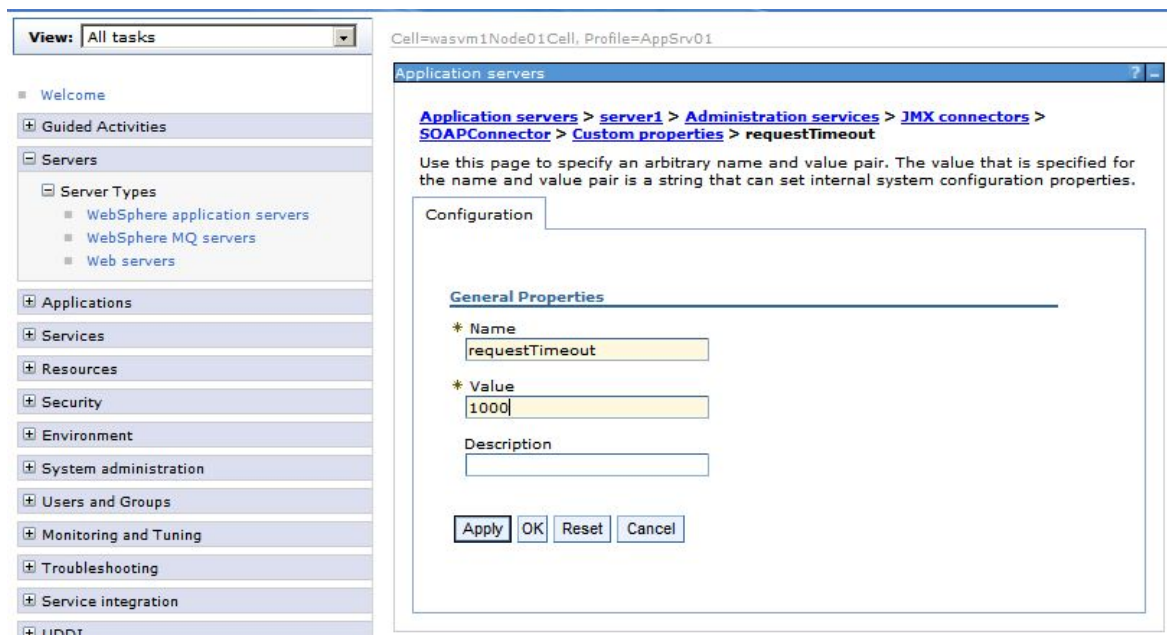 View: All tasks
Cell=wasvm1Node01Cell, Profile=AppSrv01
Welcome
Guided Activities
Servers
Server Types
WebSphere application servers
WebSphere MQ servers
Web servers
Applications
Services
Resources
Security
Environment
System administration
Users and Groups
Monitoring and Tuning
Troubleshooting
Service integration
UDDI
Application servers ? -
Application servers > server1 > Administration services > JMX connectors >
SOAPConnector > Custom properties > requestTimeout
Use this page to specify an arbitrary name and value pair. The value that is specified for
the name and value pair is a string that can set internal system configuration properties.
Configuration
General Properties
* Name
requestTimeout
* Value
1000
Description
Apply OK Reset Cancel